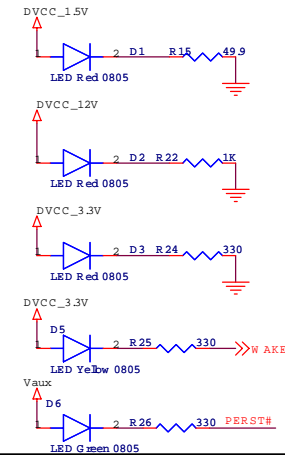 DVCC_1.5V
1 2 D1 R15 49.9
LED Red 0805
DVCC_12V
1 2 D2 R22 1K
LED Red 0805
DVCC_3.3V
1 2 D3 R24 330
LED Red 0805
DVCC_3.3V
D5
1 2 R25 330 WAKE
LED Yellow 0805
Vaux
D6
1 2 R26 330 PERST#
LED Green 0805